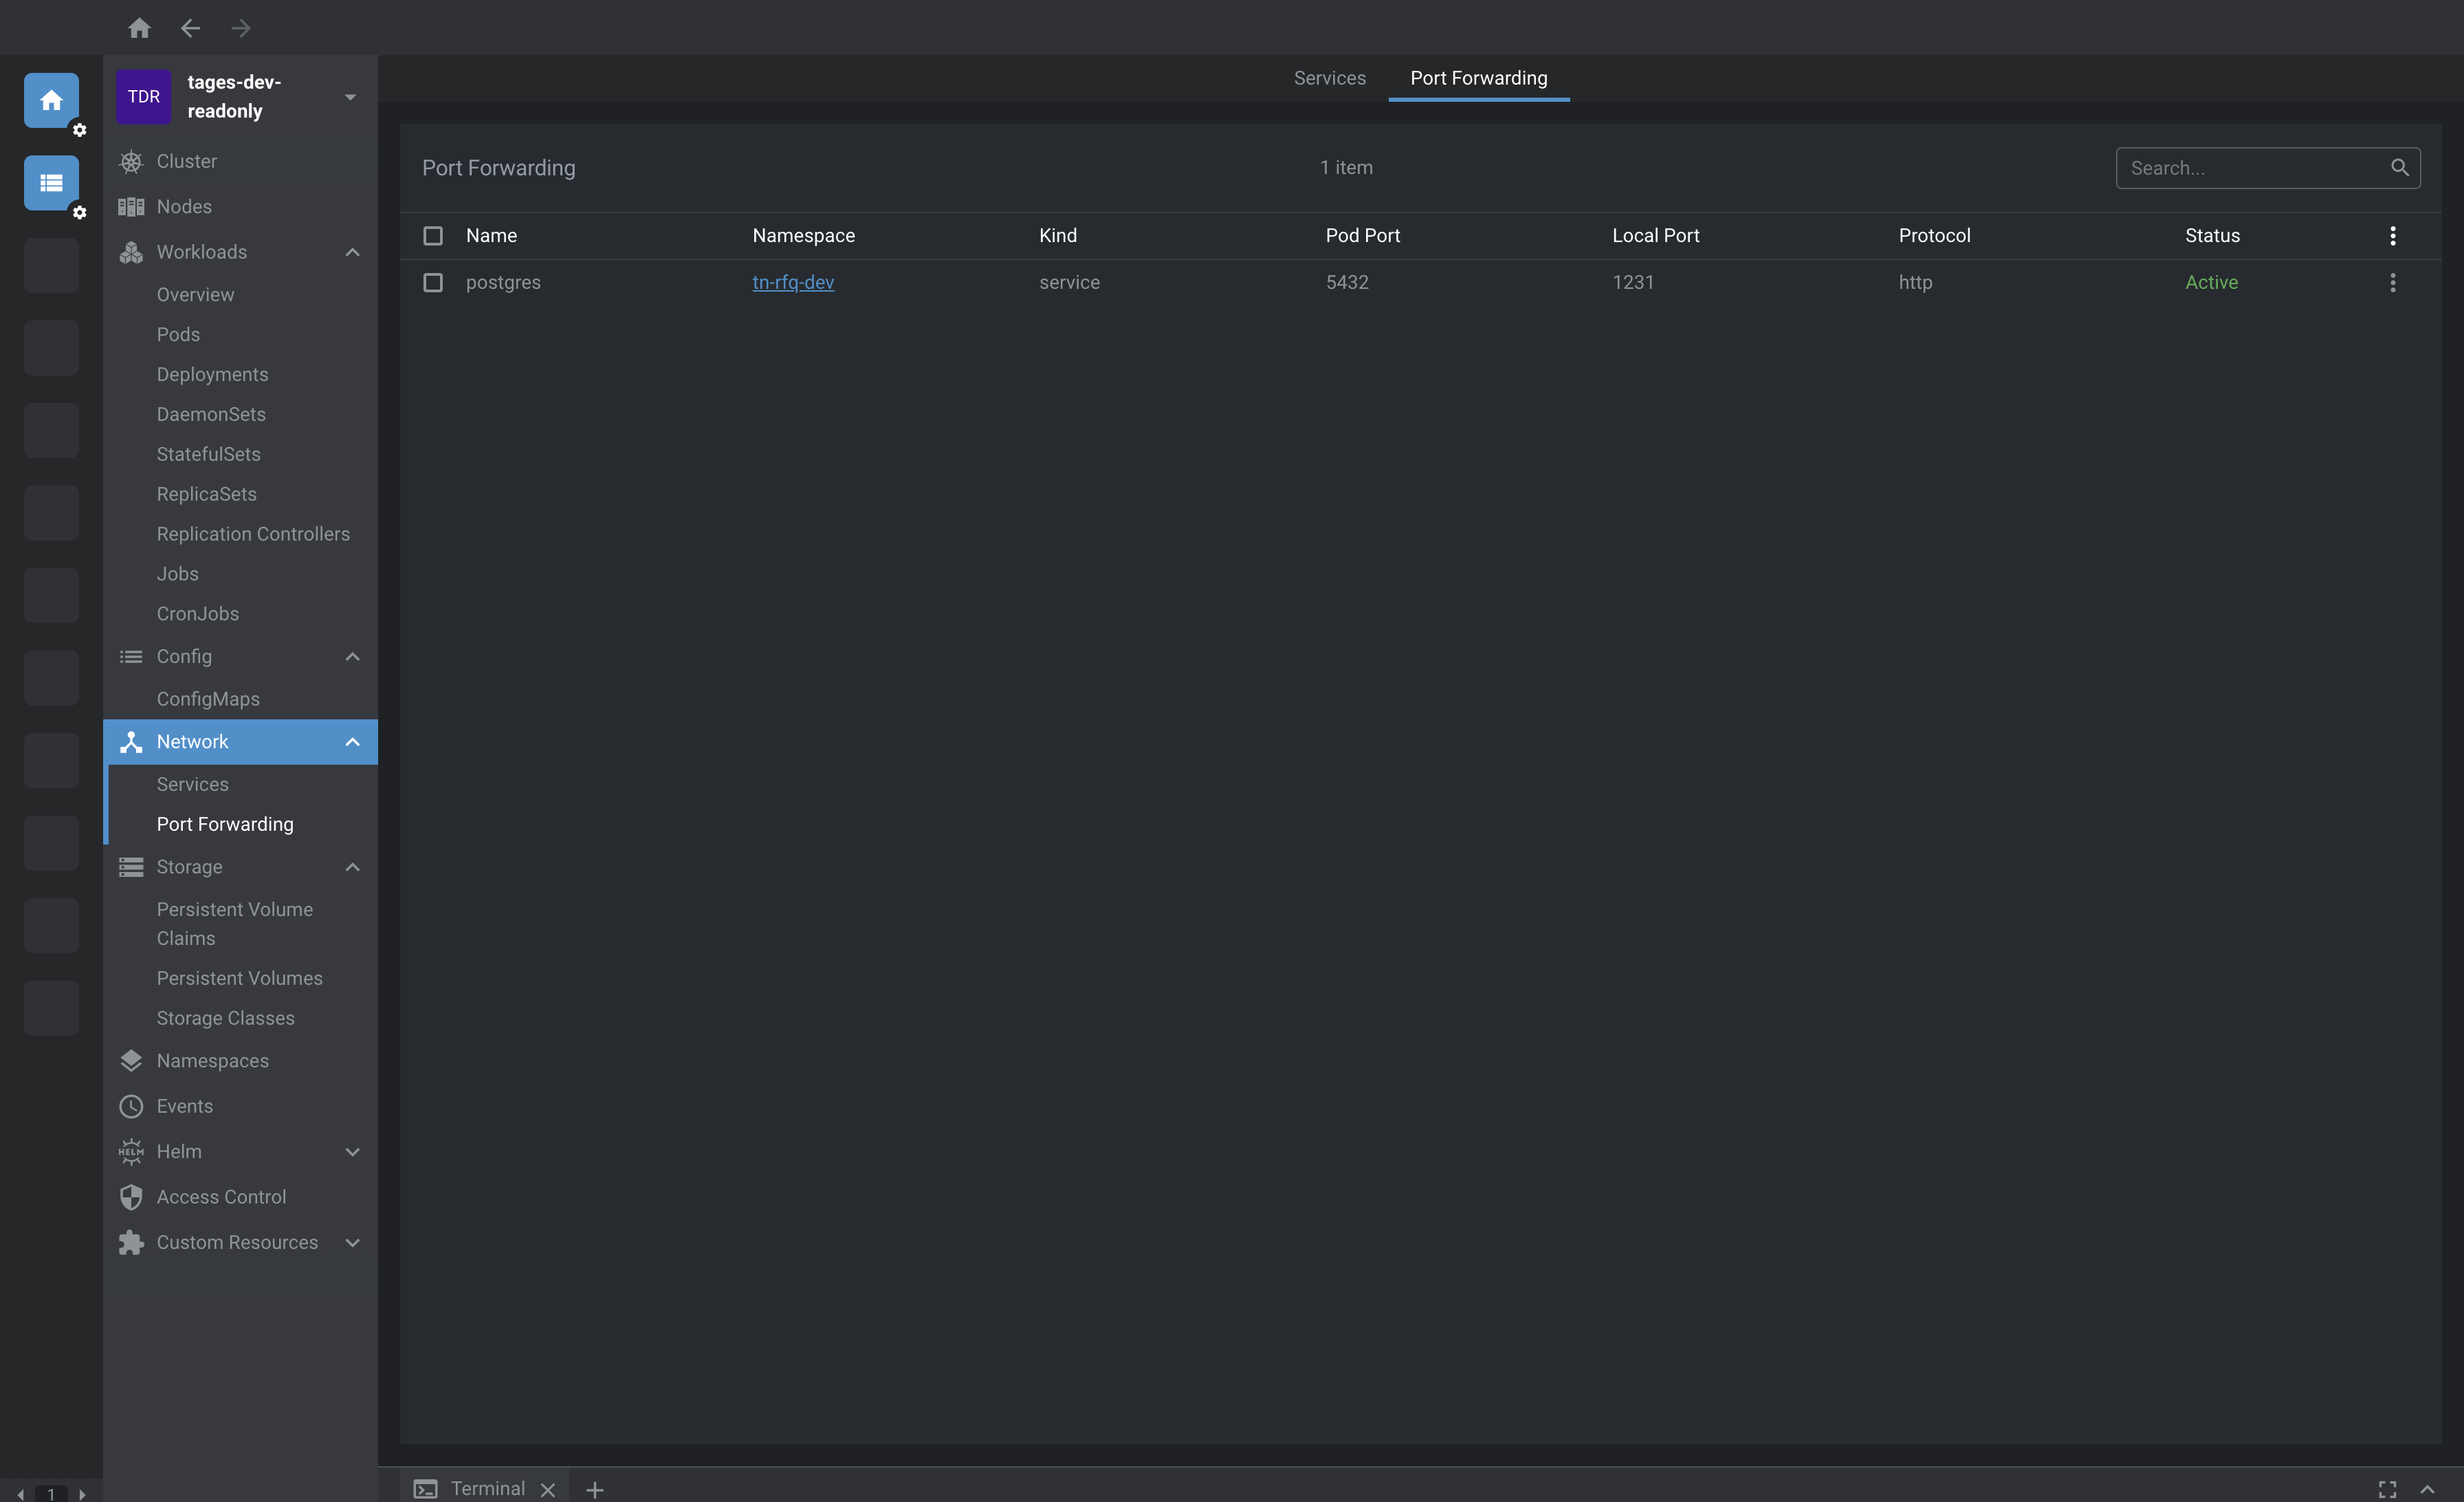 TDR
tages-dev-
readonly
Cluster
Nodes
Workloads
Overview
Pods
Deployments
DaemonSets
StatefulSets
ReplicaSets
Replication Controllers
Jobs
CronJobs
Config
ConfigMaps
Network
Services
Port Forwarding
Storage
Persistent Volume
Claims
Persistent Volumes
Storage Classes
Namespaces
Events
HELM
Helm
Access Control
Custom Resources
1
Services Port Forwarding
Port Forwarding 1 item Search...
Name Namespace Kind Pod Port Local Port Protocol Status
postgres tn-rfq-dev service 5432 1231 http Active
Terminal